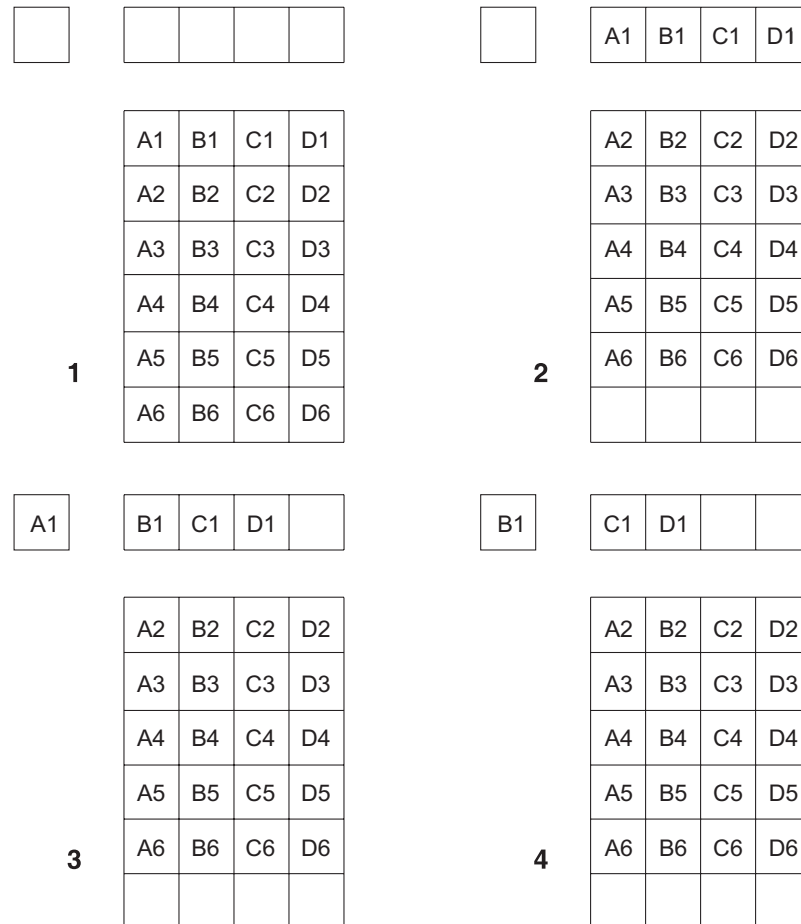 A1 B1 C1 D1
A2 B2 C2 D2
A3 B3 C3 D3
A4 B4 C4 D4
A5 B5 C5 D5
A6 B6 C6 D6
1
A1 B1 C1 D1
A2 B2 C2 D2
A3 B3 C3 D3
A4 B4 C4 D4
A5 B5 C5 D5
A6 B6 C6 D6
2
A1 B1 C1 D1
A2 B2 C2 D2
A3 B3 C3 D3
A4 B4 C4 D4
A5 B5 C5 D5
A6 B6 C6 D6
3
B1 C1 D1
A2 B2 C2 D2
A3 B3 C3 D3
A4 B4 C4 D4
A5 B5 C5 D5
A6 B6 C6 D6
4